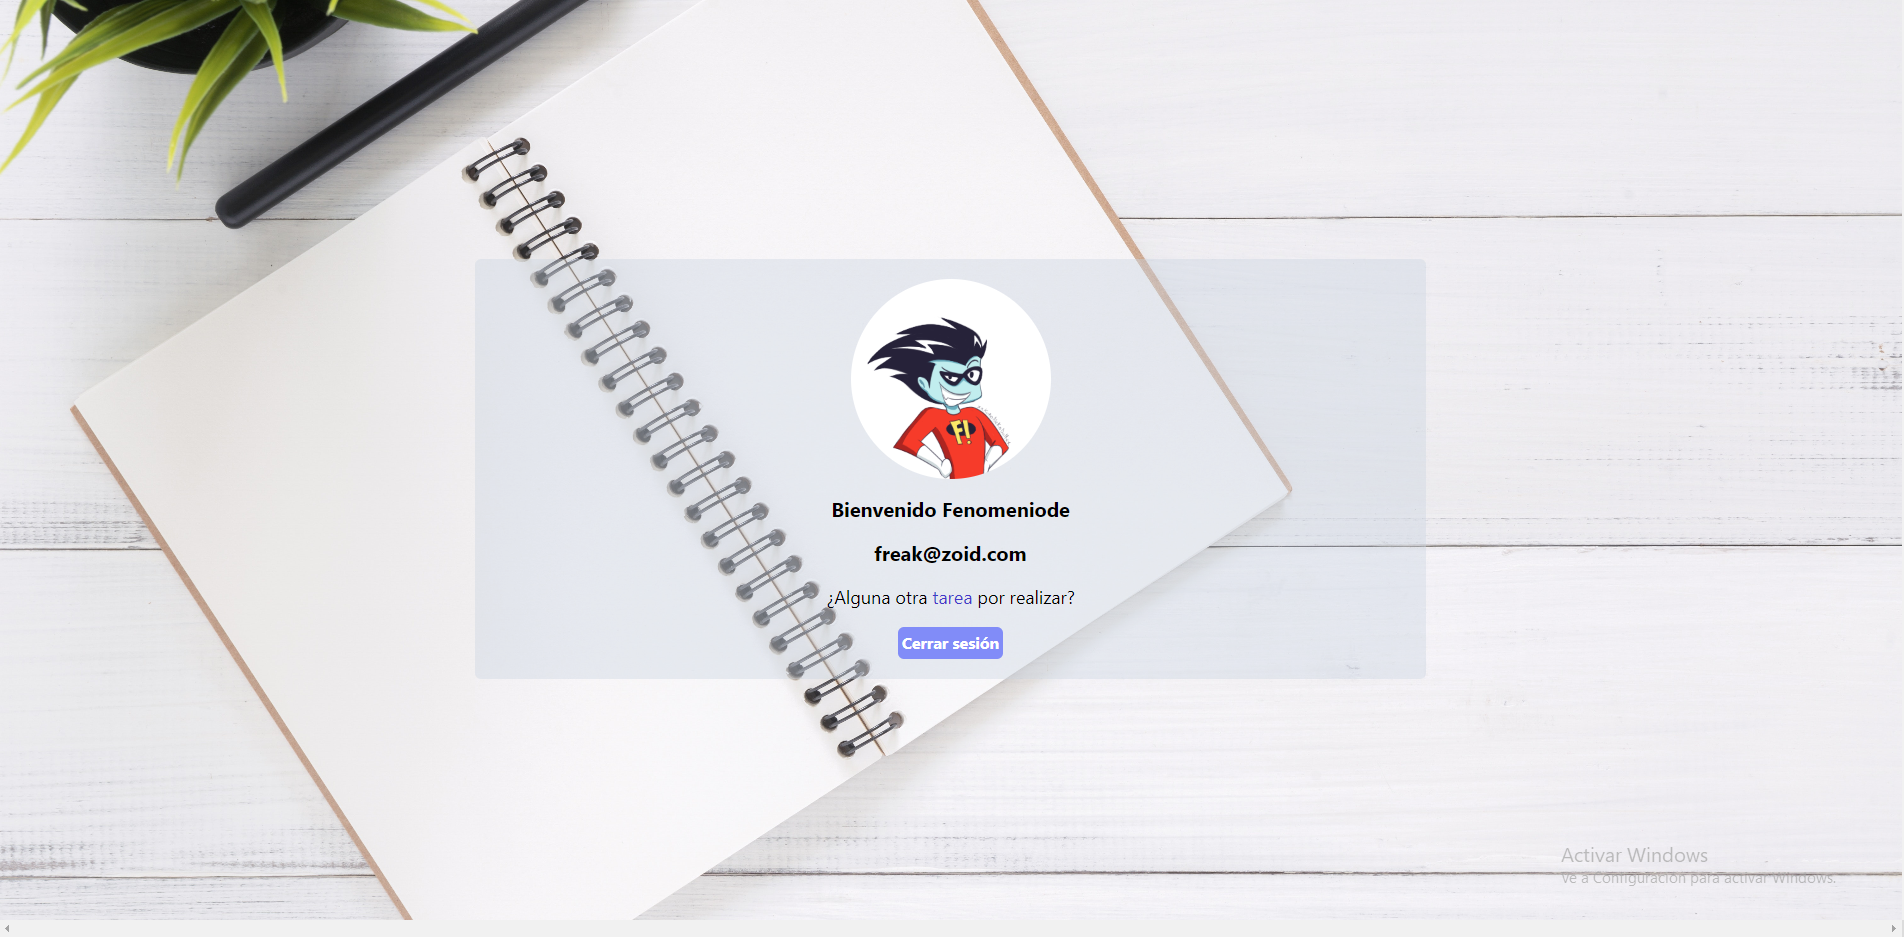 F!
Bienvenido Fenomeniode
freak@zoid.com
¿Alguna otra tarea por realizar?
Cerrar sesión
Activar Windows
Ve a Configuración para activar Windows.